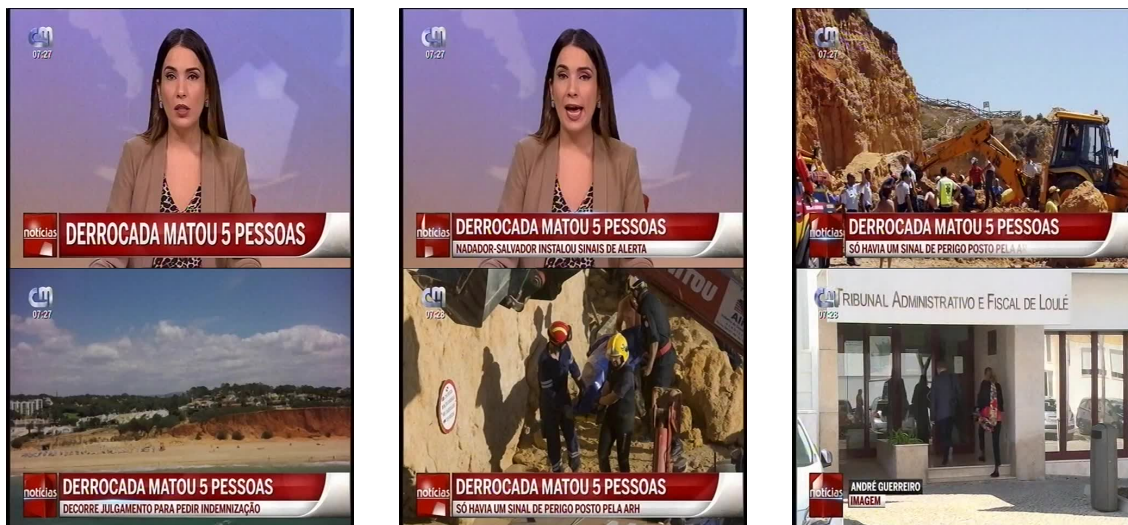 CM
07:27
notícias
DERROCADA MATOU 5 PESSOAS
CM
07:27
notícias
DERROCADA MATOU 5 PESSOAS
NADADOR-SALVADOR INSTALOU SINAIS DE ALERTA
CM
07:27
notícias
DERROCADA MATOU 5 PESSOAS
SÓ HAVIA UM SINAL DE PERIGO POSTO PELA
CM
07:27
notícias
DERROCADA MATOU 5 PESSOAS
DECORRE JULGAMENTO PARA PEDIR INDEMNIZAÇÃO
CM
07:28
notícias
DERROCADA MATOU 5 PESSOAS
SÓ HAVIA UM SINAL DE PERIGO POSTO PELA ARH
CM
07:28
TRIBUNAL ADMINISTRATIVO E FISCAL DE LOULÉ
notícias
ANDRÉ GUERREIRO
IMAGEM